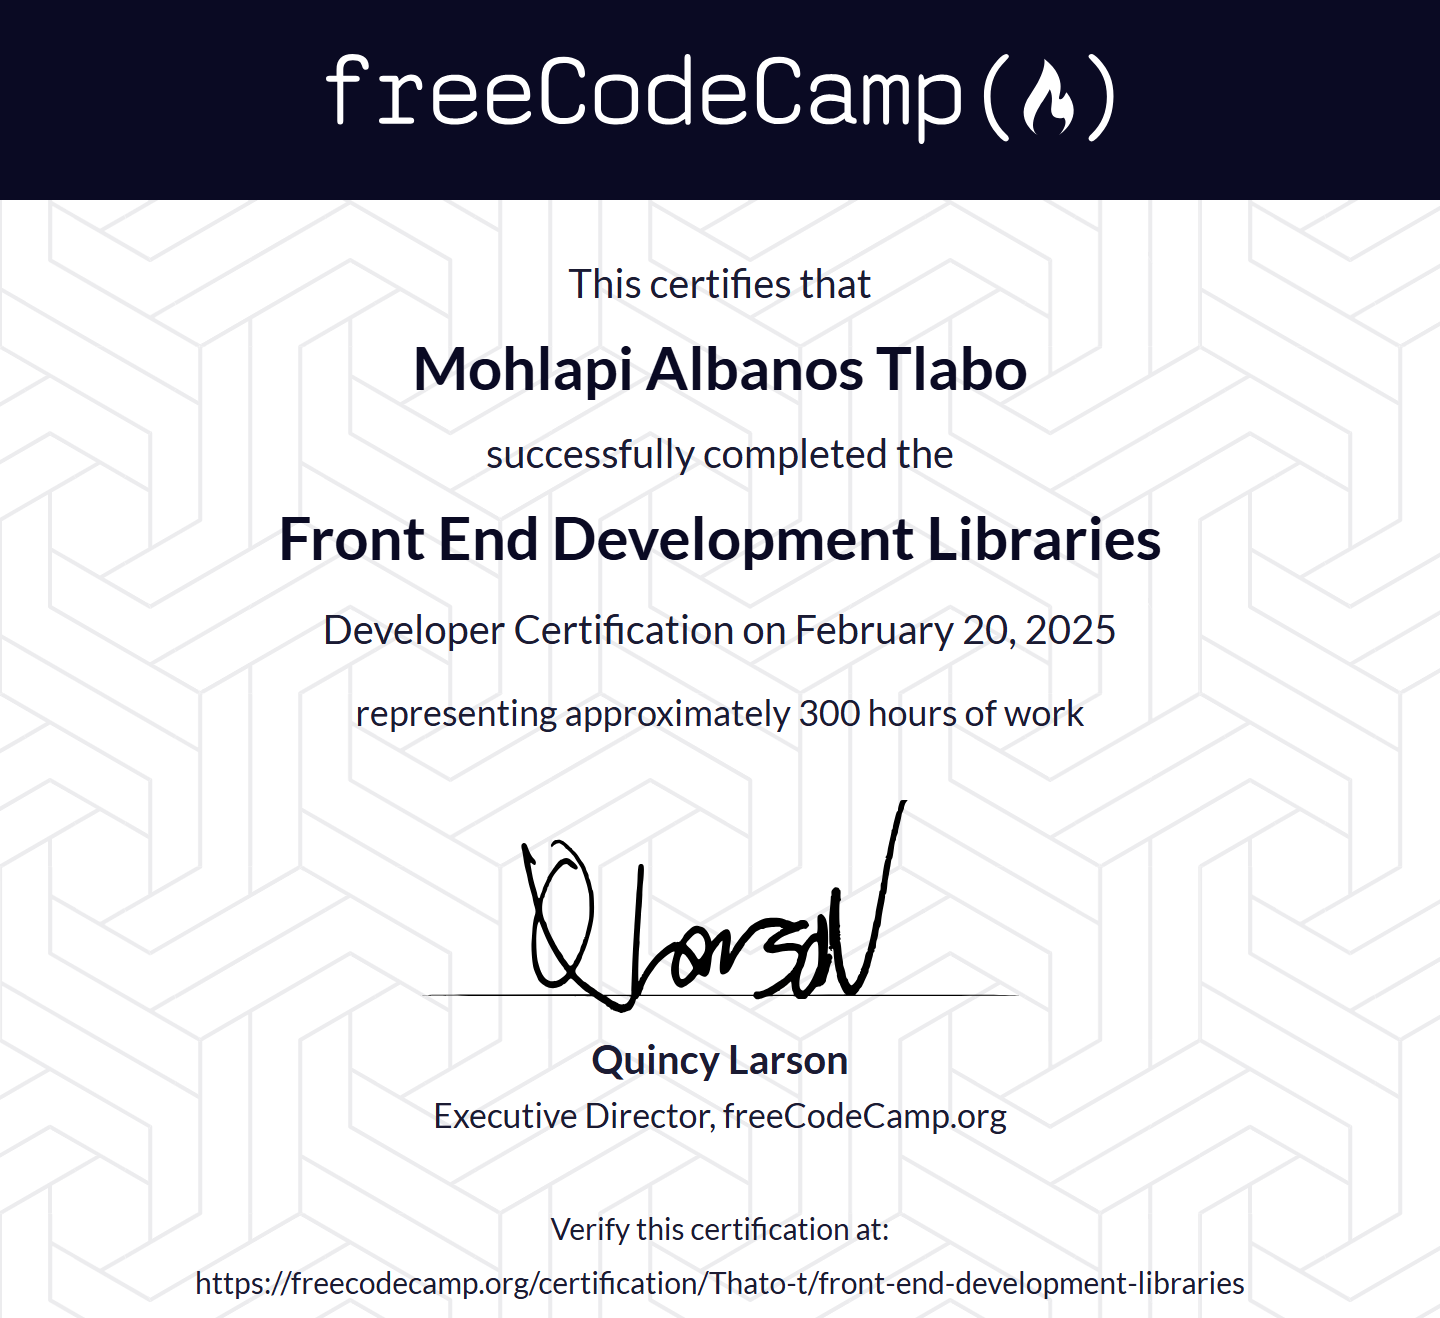 freeCodeCamp
This certifies that
Mohlapi Albanos Tlabo
successfully completed the
Front End Development Libraries
Developer Certification on February 20, 2025
representing approximately 300 hours of work
Q Larson
Quincy Larson
Executive Director, freeCodeCamp.org
Verify this certification at:
https://freecodecamp.org/certification/Thato-t/front-end-development-libraries